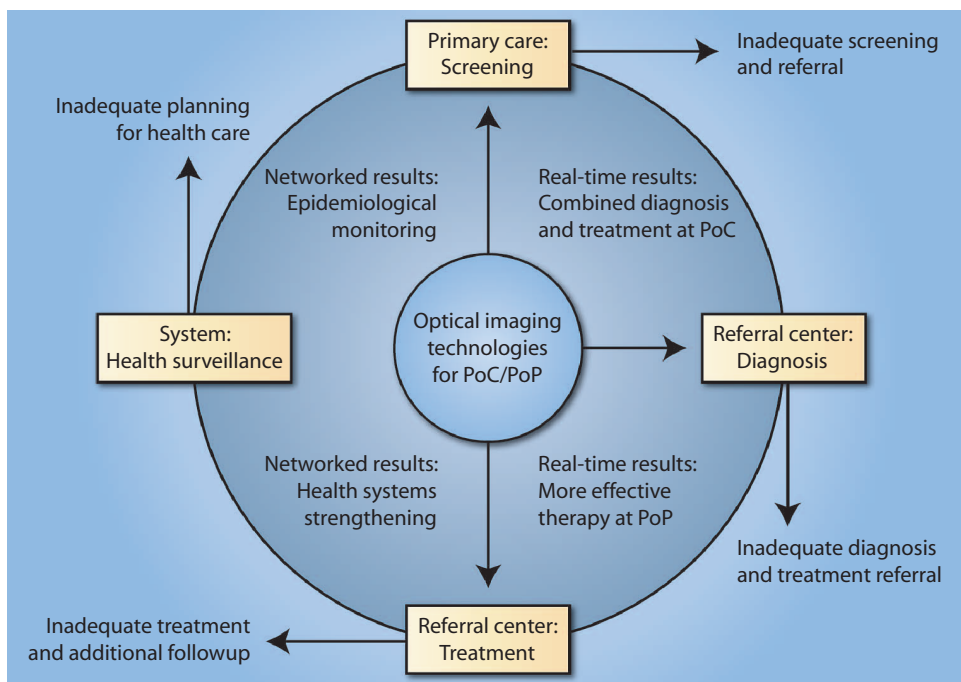 Primary care:
Screening
Inadequate screening
and referral
Inadequate planning
for health care
Networked results:
Epidemiological
monitoring
Real-time results:
Combined diagnosis
and treatment at PoC
System:
Health surveillance
Optical imaging
technologies
for PoC/PoP
Referral center:
Diagnosis
Networked results:
Health systems
strengthening
Real-time results:
More effective
therapy at PoP
Inadequate diagnosis
and treatment referral
Inadequate treatment
and additional followup
Referral center:
Treatment